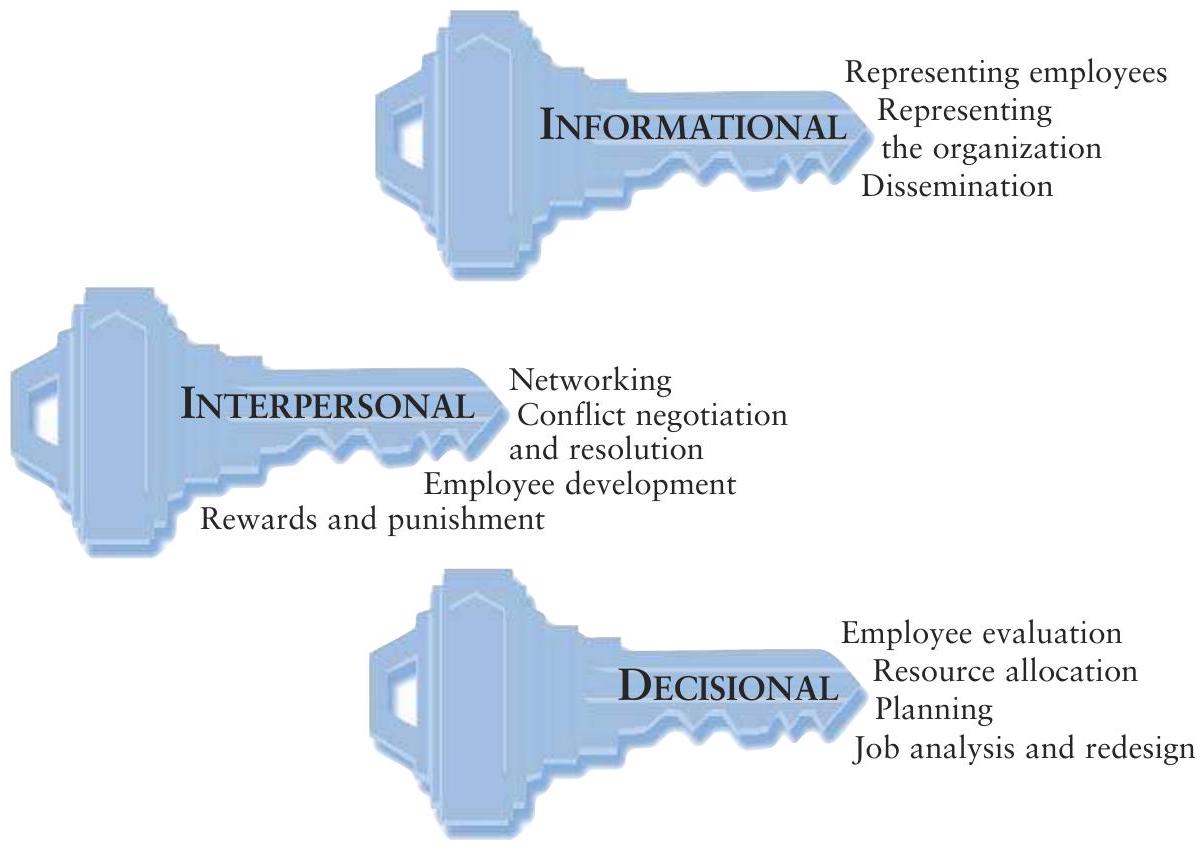 INFORMATIONAL
Representing employees
Representing
the organization
Dissemination
INTERPERSONAL
Networking
Conflict negotiation
and resolution
Employee development
Rewards and punishment
DECISIONAL
Employee evaluation
Resource allocation
Planning
Job analysis and redesign